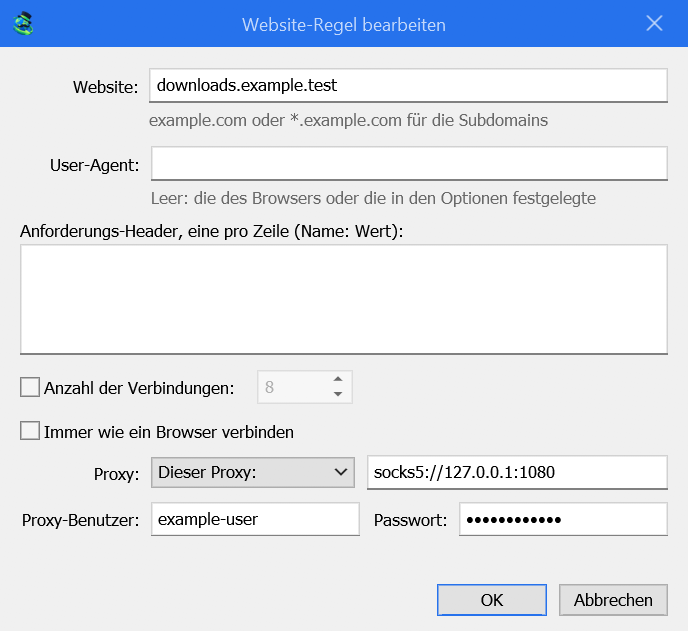 Website-Regel bearbeiten
Website: downloads.example.test
example.com oder *.example.com für die Subdomains
User-Agent:
Leer: die des Browsers oder die in den Optionen festgelegte
Anforderungs-Header, eine pro Zeile (Name: Wert):
Anzahl der Verbindungen: 8
Immer wie ein Browser verbinden
Proxy: Dieser Proxy: socks5://127.0.0.1:1080
Proxy-Benutzer: example-user Passwort: ●●●●●●●●●●●●
OK Abbrechen